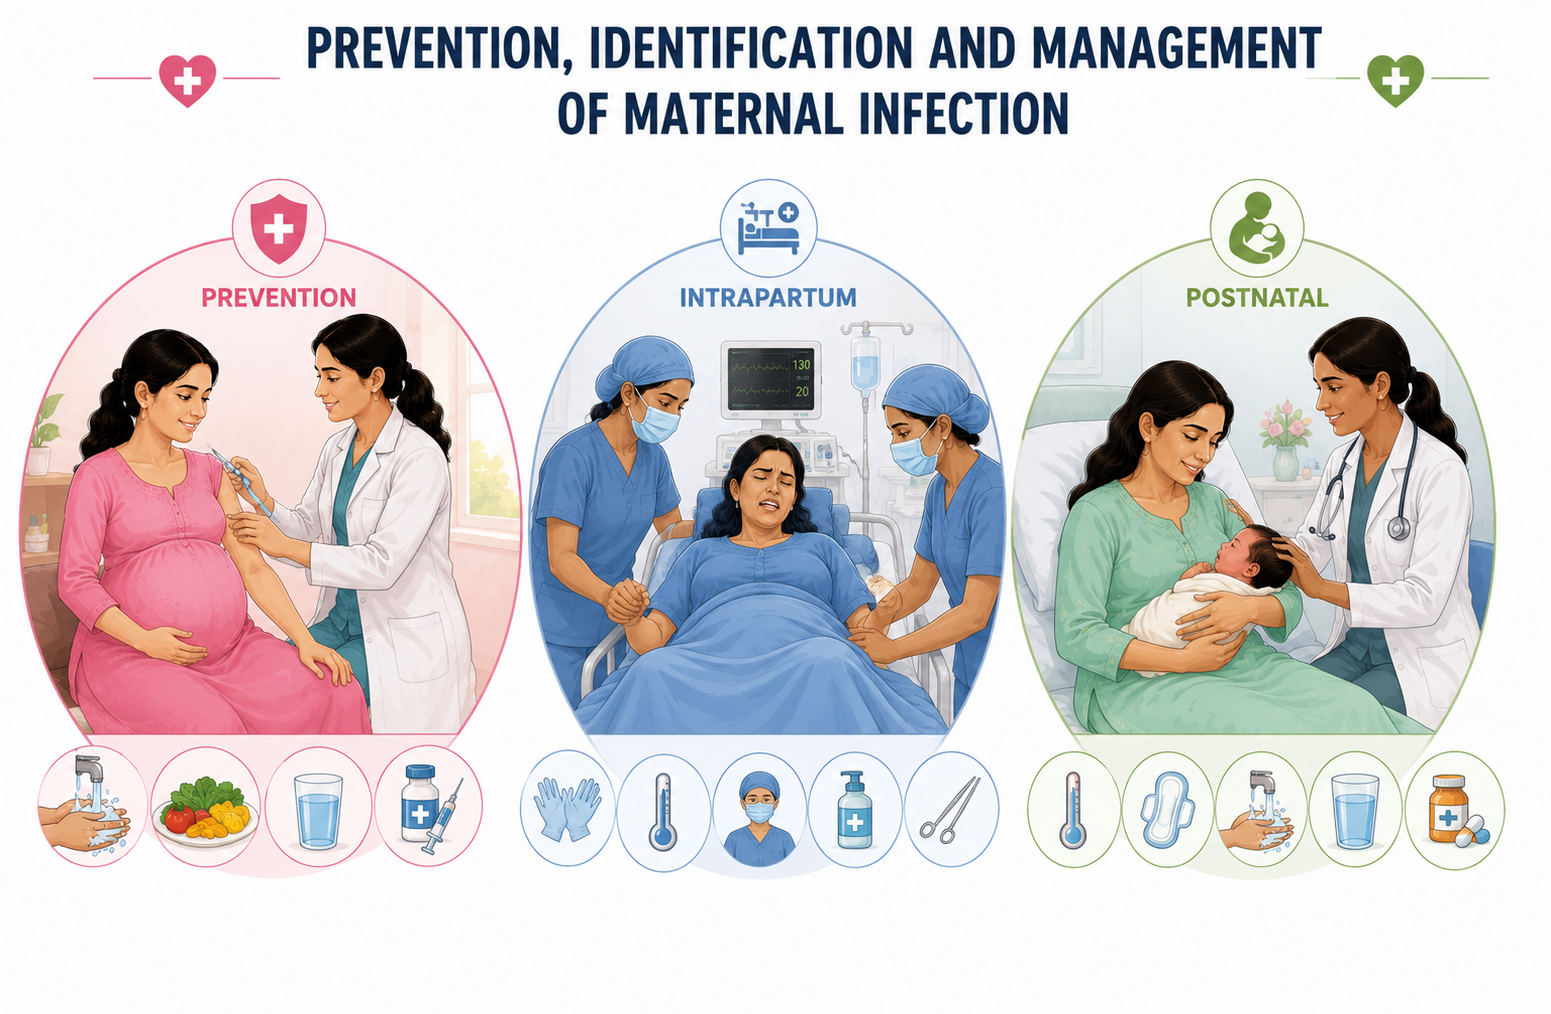 PREVENTION, IDENTIFICATION AND MANAGEMENT
OF MATERNAL INFECTION
PREVENTION
INTRAPARTUM
POSTNATAL
130
20